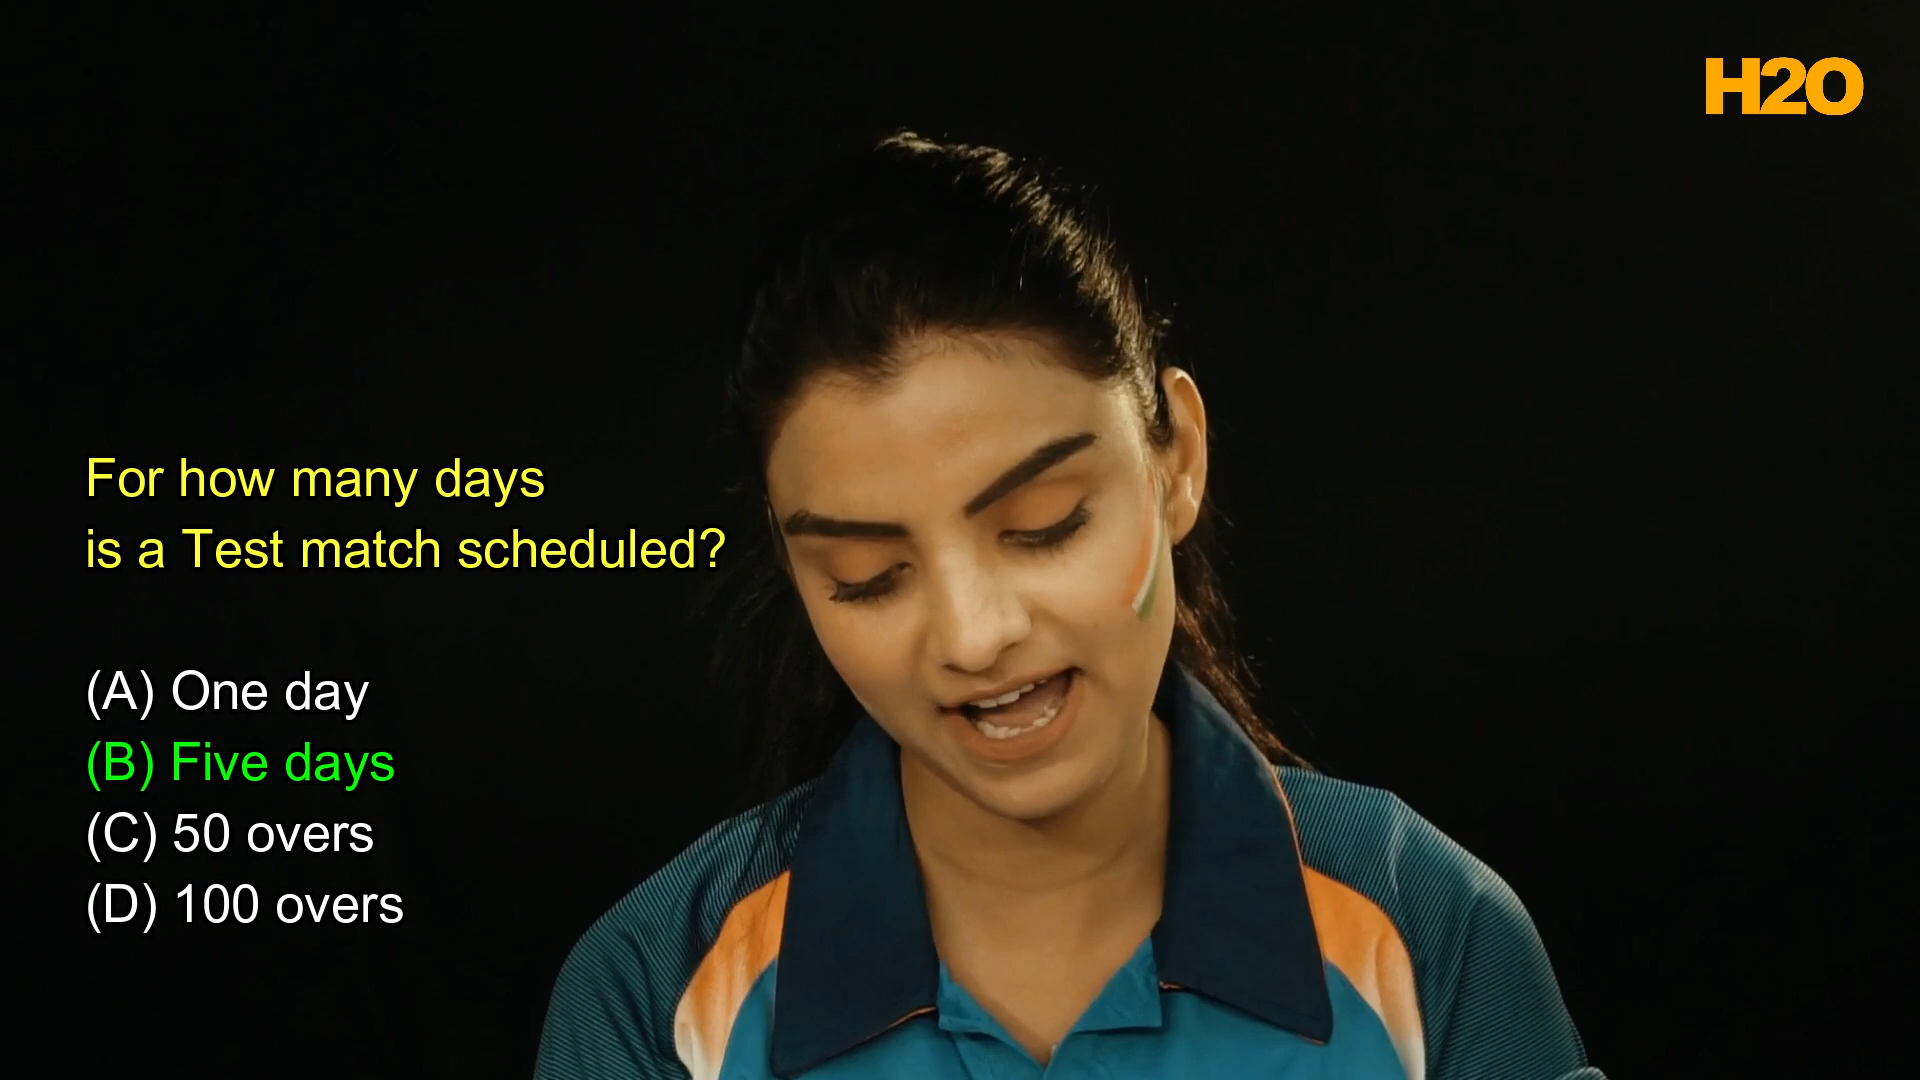 H2O
For how many days
is a Test match scheduled?
(A) One day
(B) Five days
(C) 50 overs
(D) 100 overs